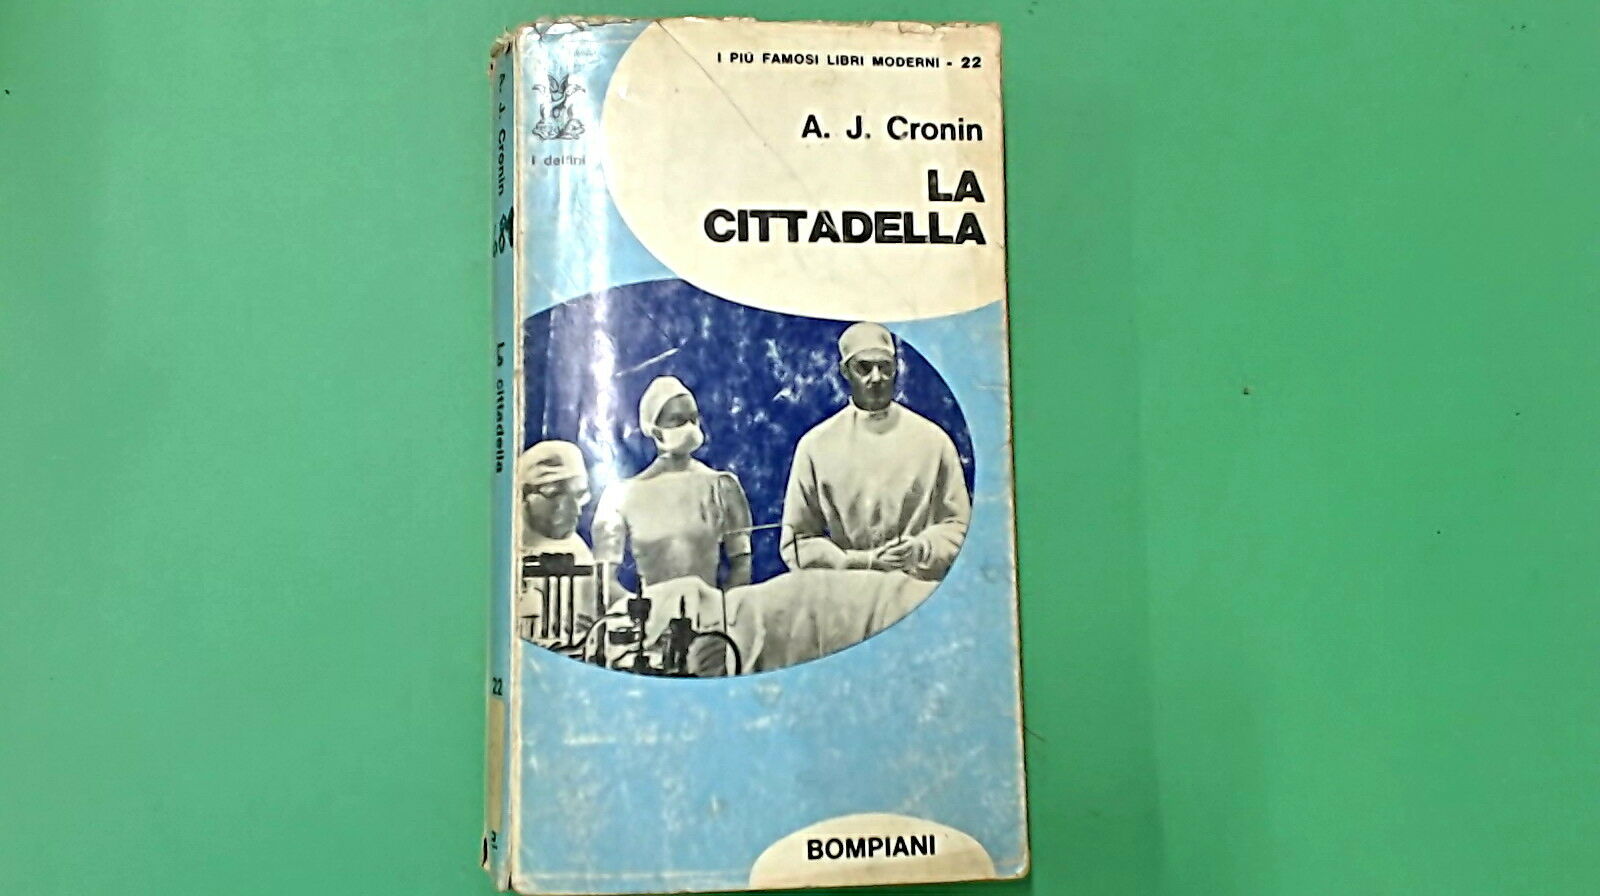 I PIÙ FAMOSI LIBRI MODERNI - 22
A. J. Cronin
LA
CITTADELLA
i delfini
BOMPIANI
A. J. Cronin
La cittadella
22